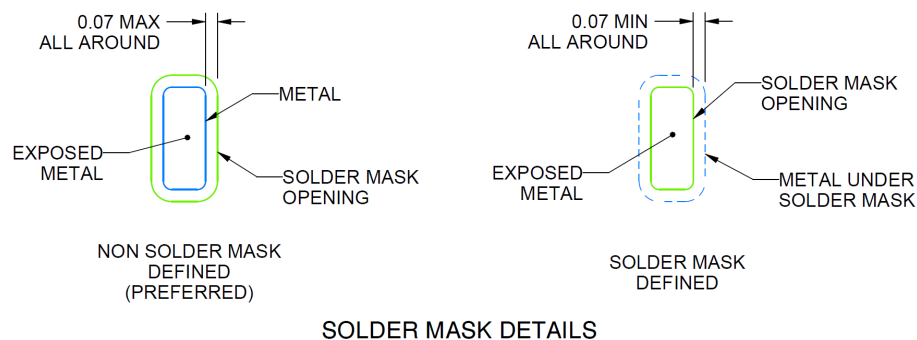 0.07 MAX
ALL AROUND
METAL
EXPOSED
METAL
SOLDER MASK
OPENING
NON SOLDER MASK
DEFINED
(PREFERRED)
0.07 MIN
ALL AROUND
SOLDER MASK
OPENING
EXPOSED
METAL
METAL UNDER
SOLDER MASK
SOLDER MASK
DEFINED
SOLDER MASK DETAILS